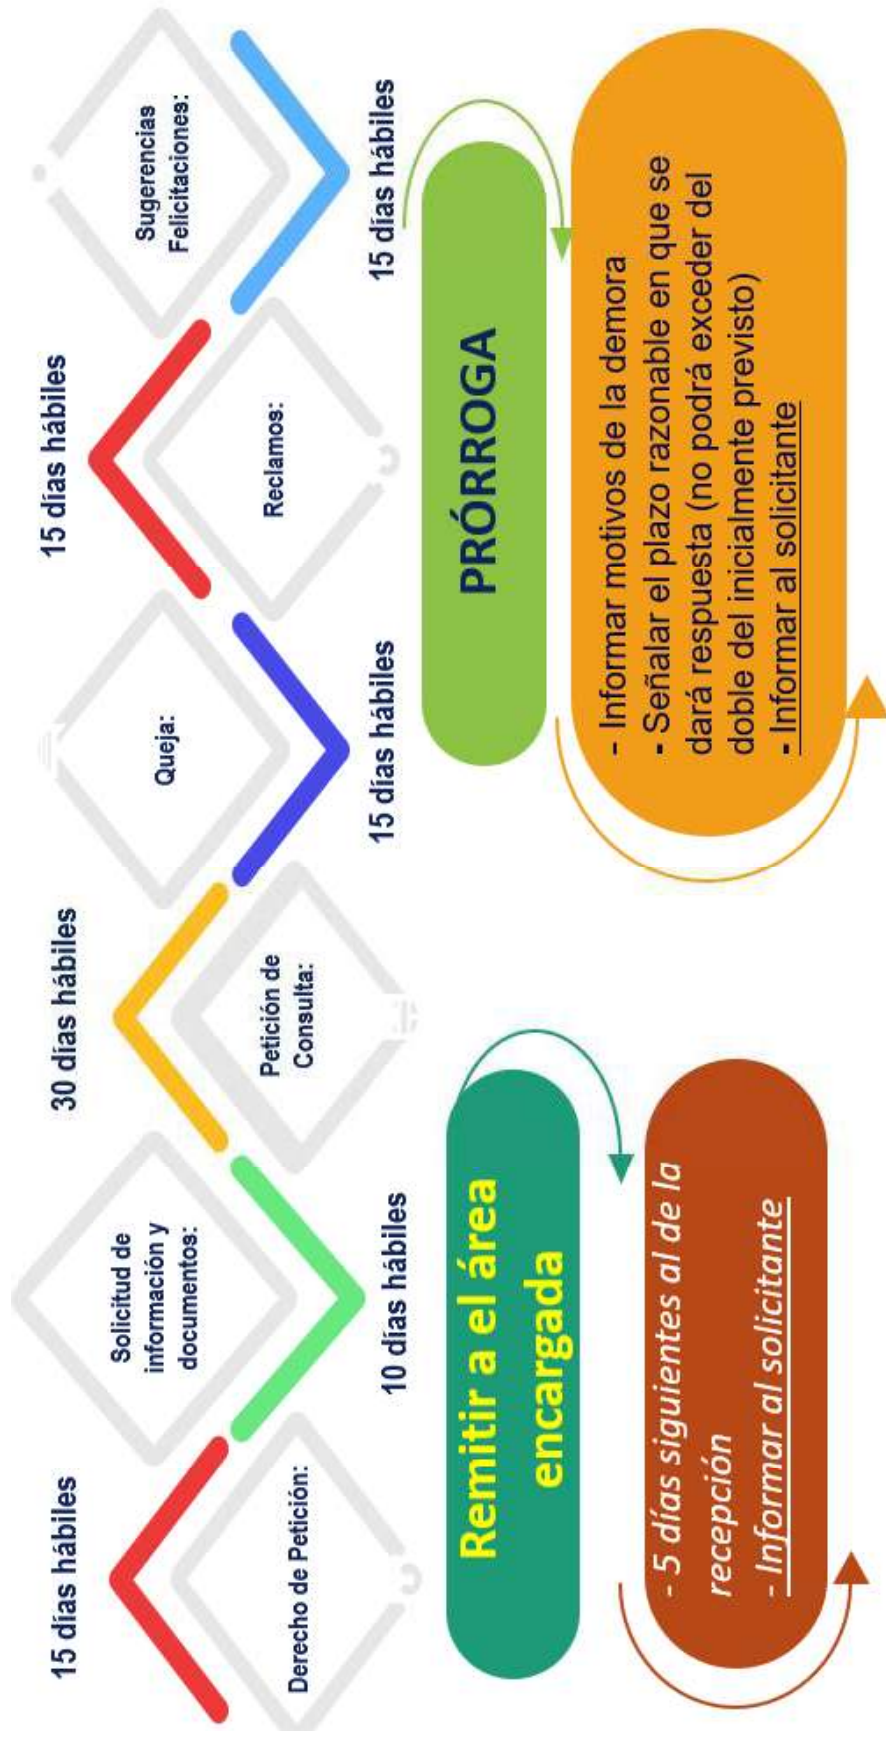 15 días hábiles
Derecho de Petición:
Solicitud de
información y
documentos:
10 días hábiles
30 días hábiles
Petición de
Consulta:
Queja:
15 días hábiles
15 días hábiles
Reclamos:
Sugerencias
Felicitaciones:
15 días hábiles
Remitir a el área
encargada
- 5 días siguientes al de la
recepción
- Informar al solicitante
PRÓRROGA
- Informar motivos de la demora
- Señalar el plazo razonable en que se
dará respuesta (no podrá exceder del
doble del inicialmente previsto)
- Informar al solicitante